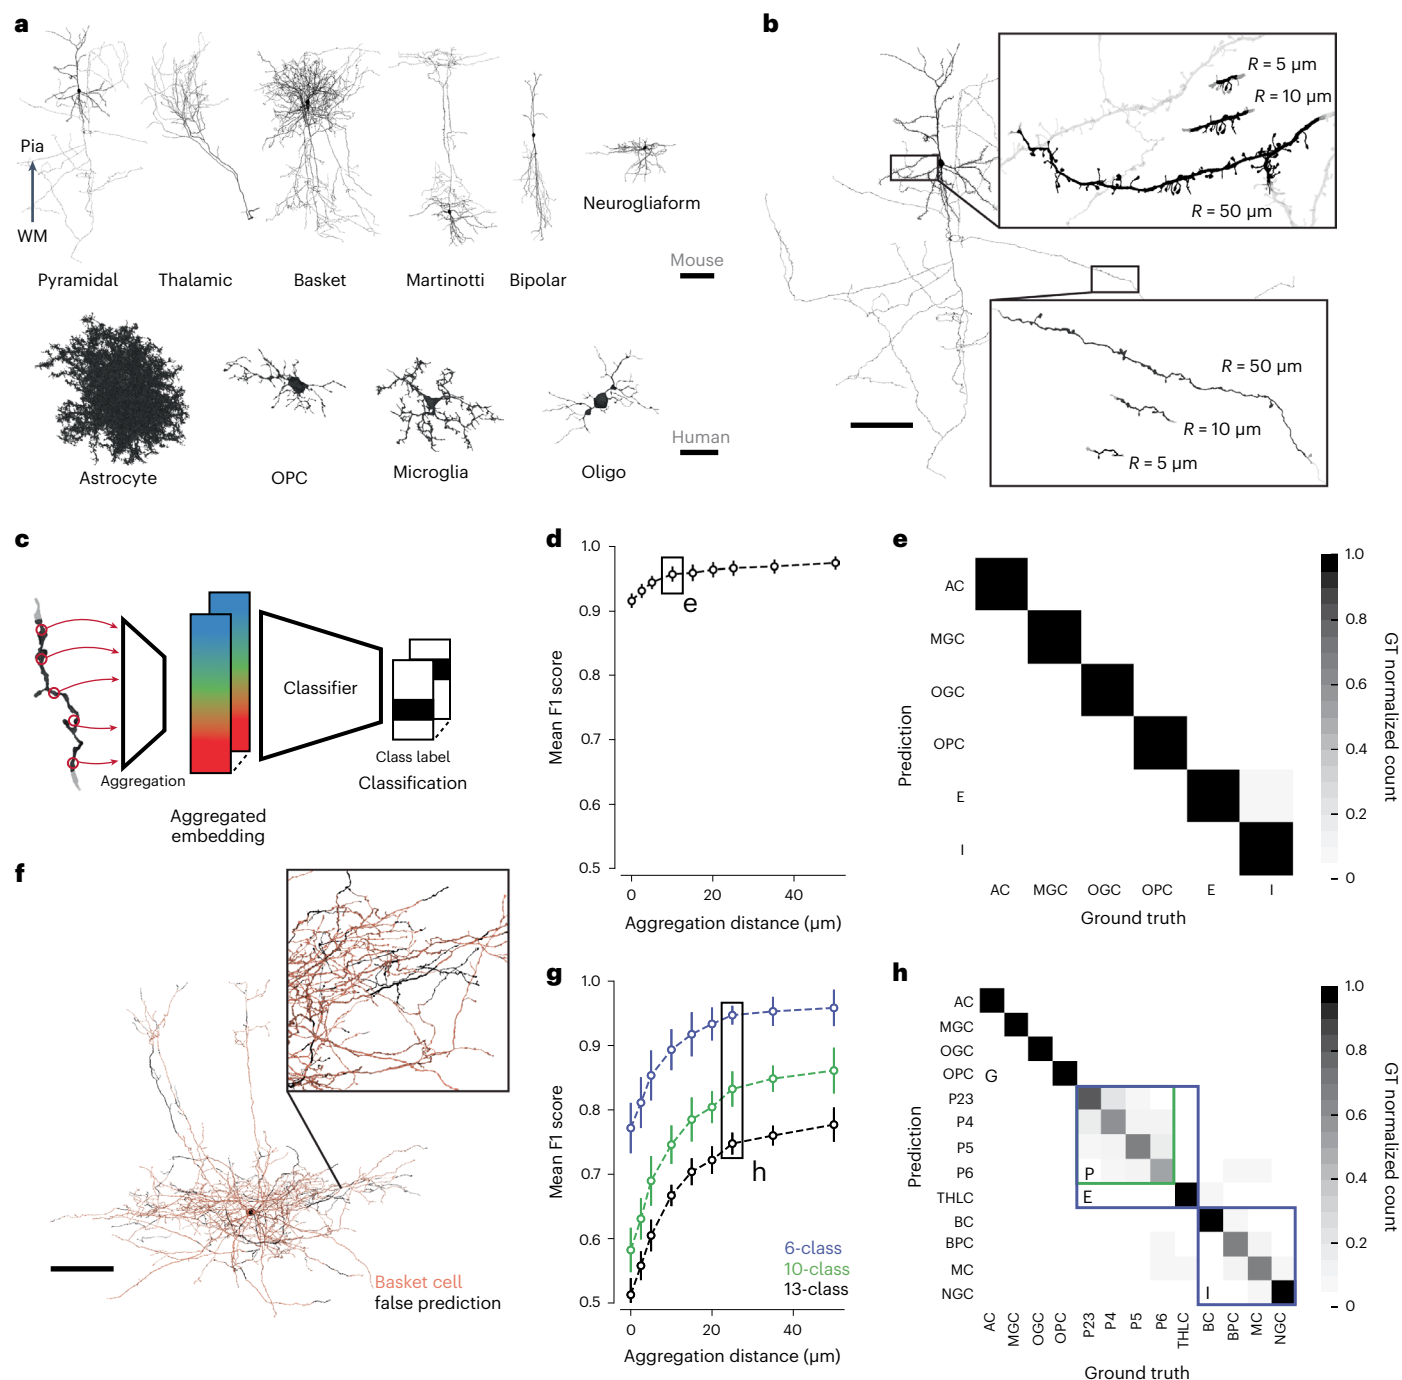 a
Pia
WM
Pyramidal
Thalamic
Basket
Martinotti
Bipolar
Neurogliaform
Mouse
Astrocyte
OPC
Microglia
Oligo
Human
b
R = 5 µm
R = 10 µm
R = 50 µm
R = 50 µm
R = 10 µm
R = 5 µm
c
Aggregation
Aggregated
embedding
Classifier
Class label
Classification
d
1.0
0.9
0.8
0.7
0.6
0.5
Mean F1 score
e
0
20
40
Aggregation distance (µm)
e
Prediction
AC
MGC
OGC
OPC
E
I
AC
MGC
OGC
OPC
E
I
Ground truth
1.0
0.8
0.6
0.4
0.2
0
GT normalized count
f
Basket cell
false prediction
g
1.0
0.9
0.8
0.7
0.6
0.5
Mean F1 score
h
6-class
10-class
13-class
0
20
40
Aggregation distance (µm)
h
Prediction
AC
MGC
OGC
OPC
P23
P4
P5
P6
THLC
BC
BPC
MC
NGC
G
P
E
I
AC
MGC
OGC
OPC
P23
P4
P5
P6
THLC
BC
BPC
MC
NGC
Ground truth
1.0
0.8
0.6
0.4
0.2
0
GT normalized count